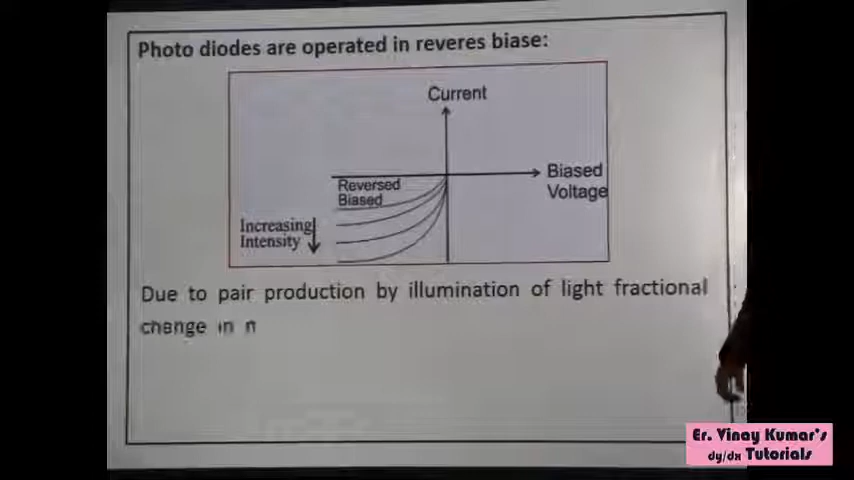 Photo diodes are operated in reveres biase:
Current
Biased
Voltage
Reversed
Biased
Increasing
Intensity
Due to pair production by illumination of light fractional
change in n
Er. Vinay Kumar's
dy/dx Tutorials